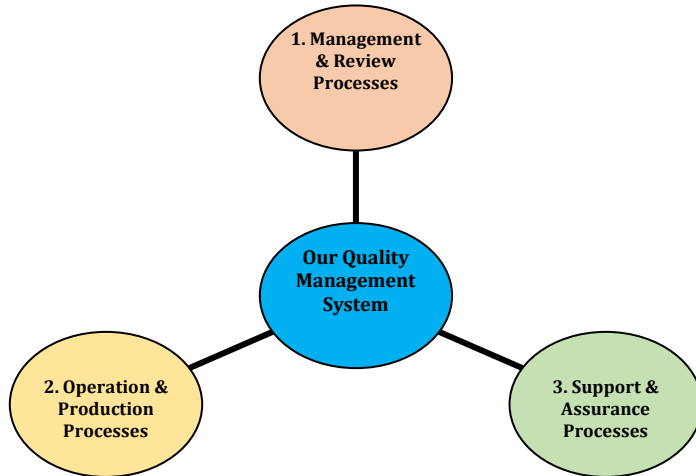 1. Management
& Review
Processes
Our Quality
Management
System
2. Operation &
Production
Processes
3. Support &
Assurance
Processes